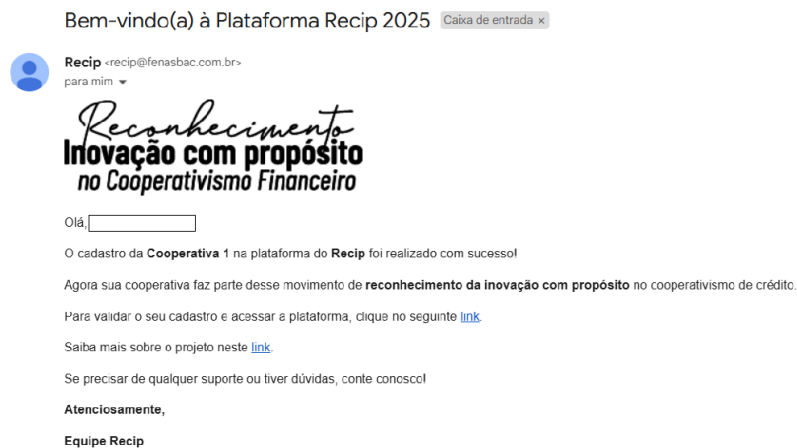 Bem-vindo(a) à Plataforma Recip 2025 Caixa de entrada ×
Recip <recip@fenasbac.com.br>
para mim
Reconhecimento
Inovação com propósito
no Cooperativismo Financeiro
Olá,
O cadastro da Cooperativa 1 na plataforma do Recip foi realizado com sucesso!
Agora sua cooperativa faz parte desse movimento de reconhecimento da inovação com propósito no cooperativismo de crédito.
Para validar o seu cadastro e acessar a plataforma, clique no seguinte link.
Saiba mais sobre o projeto neste link.
Se precisar de qualquer suporte ou tiver dúvidas, conte conosco!
Atenciosamente,
Equipe Recip